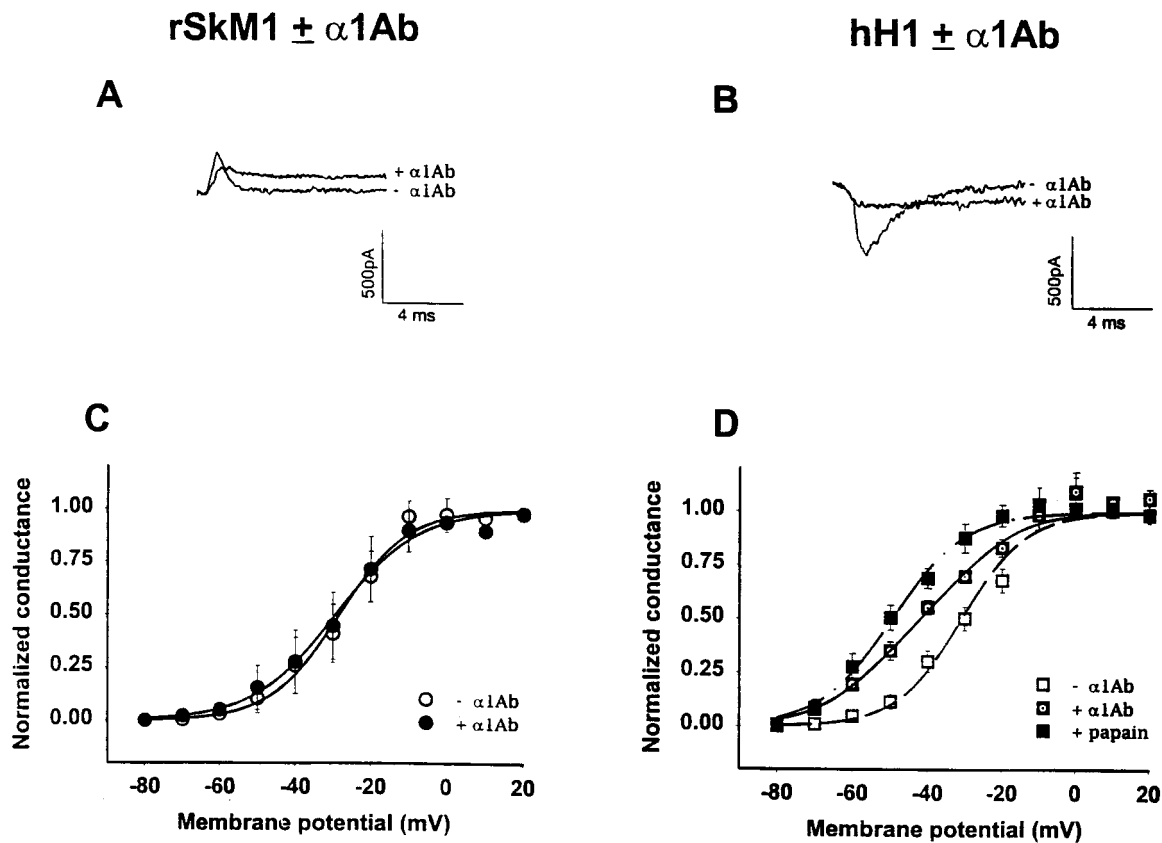 rSkM1 ± α1Ab
hH1 ± α1Ab
A
+ α1Ab
- α1Ab
500pA
4 ms
B
- α1Ab
+ α1Ab
500pA
4 ms
C
Normalized conductance
1.00
0.75
0.50
0.25
0.00
- α1Ab
+ α1Ab
-80 -60 -40 -20 0 20
Membrane potential (mV)
D
Normalized conductance
1.00
0.75
0.50
0.25
0.00
- α1Ab
+ α1Ab
+ papain
-80 -60 -40 -20 0 20
Membrane potential (mV)